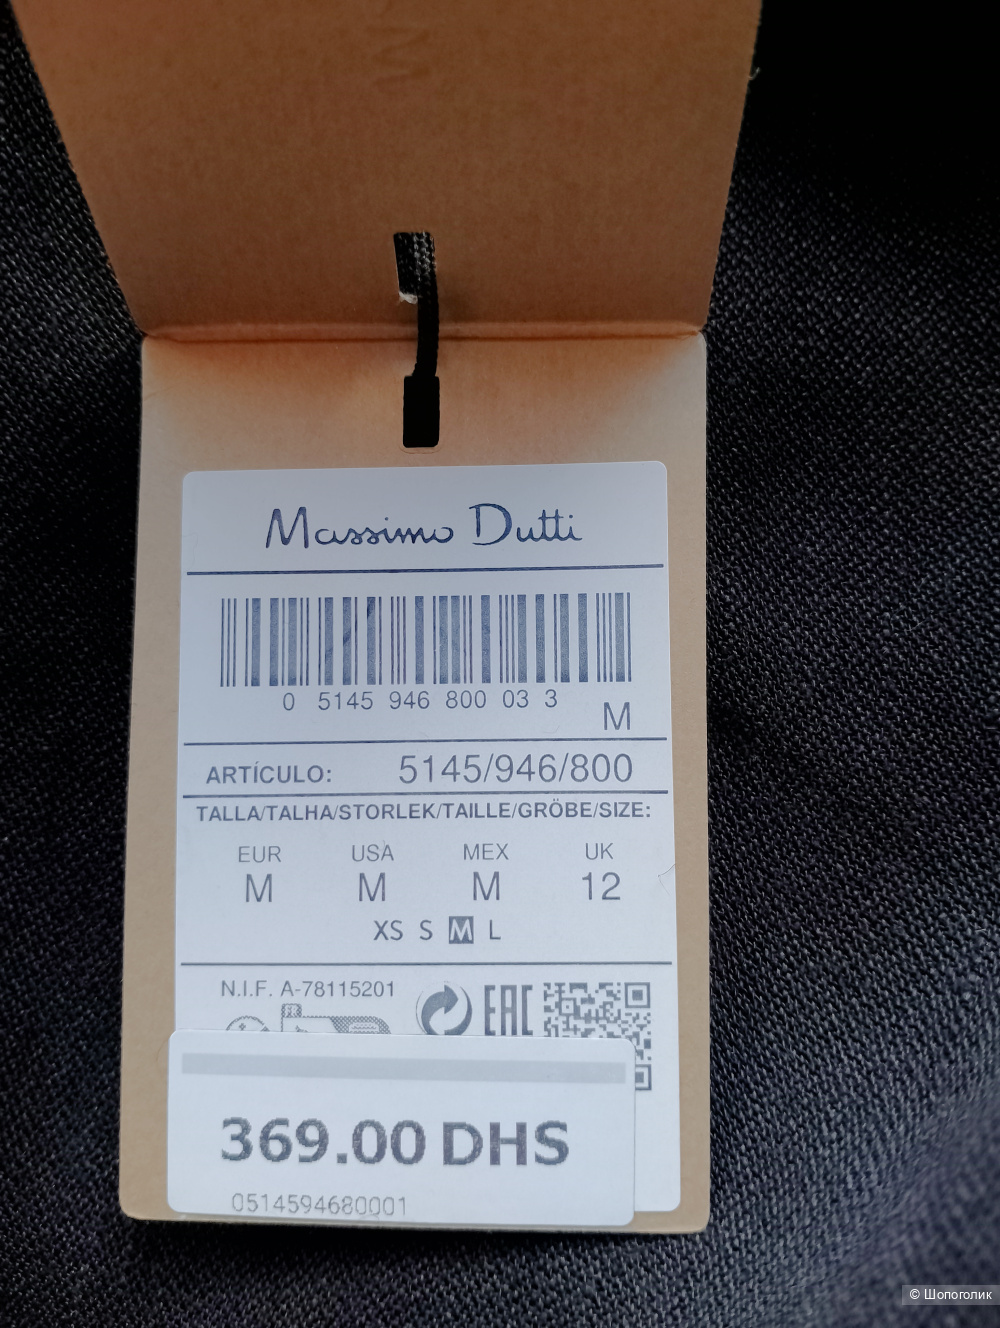 Massimo Dutti
0 5145 946 800 03 3
M
ARTÍCULO: 5145/946/800
TALLA/TALHA/STORLEK/TAILLE/GRÖBE/SIZE:
EUR USA MEX UK
M M M 12
XS S M L
N.I.F. A-78115201
FR
EAC
369.00 DHS
0514594680001
© Шопоголик